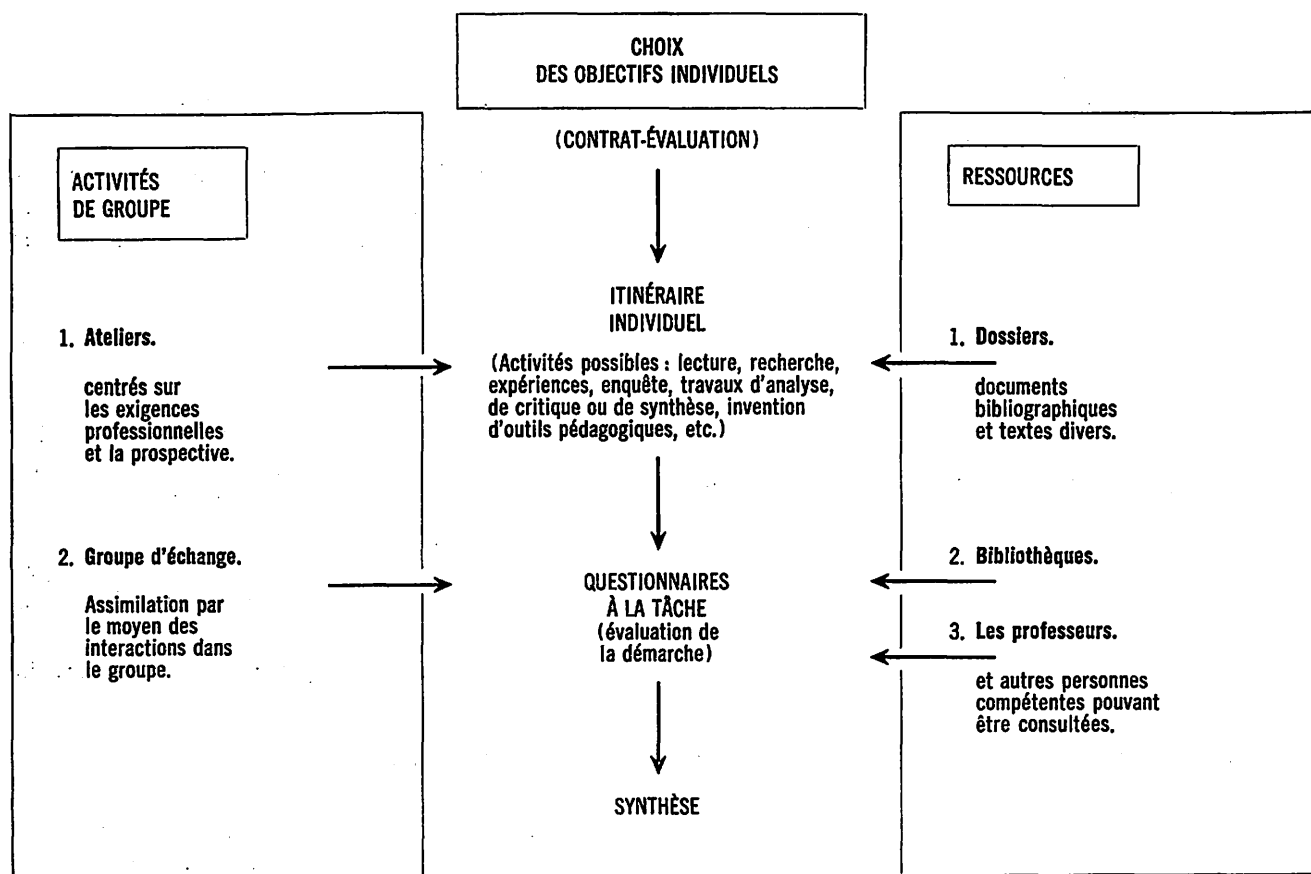 CHOIX
DES OBJECTIFS INDIVIDUELS
(CONTRAT-ÉVALUATION)
ACTIVITÉS
DE GROUPE
1. Ateliers.
centrés sur
les exigences
professionnelles
et la prospective.
2. Groupe d'échange.
Assimilation par
le moyen des
interactions dans
le groupe.
ITINÉRAIRE
INDIVIDUEL
(Activités possibles : lecture, recherche,
expériences, enquête, travaux d'analyse,
de critique ou de synthèse, invention
d'outils pédagogiques, etc.)
QUESTIONNAIRES
À LA TÂCHE
(évaluation de
la démarche)
SYNTHÈSE
RESSOURCES
1. Dossiers.
documents
bibliographiques
et textes divers.
2. Bibliothèques.
3. Les professeurs.
et autres personnes
compétentes pouvant
être consultées.